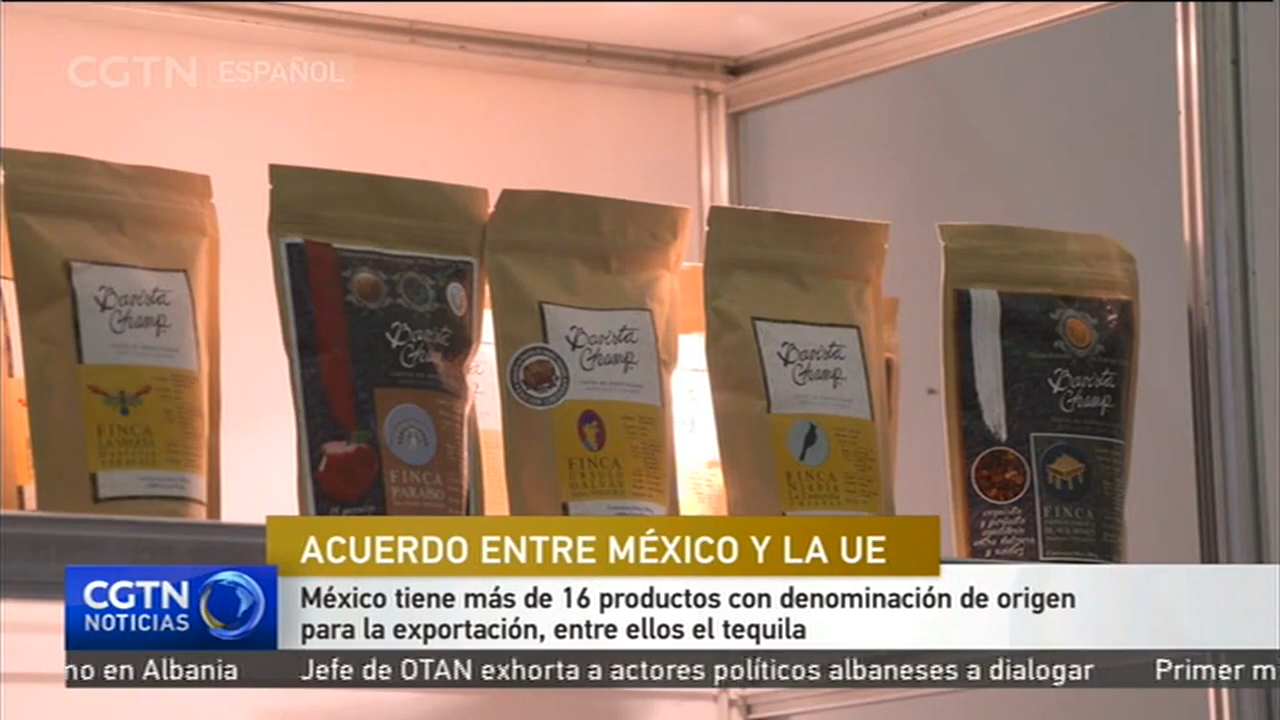 CGTN ESPAÑOL
Barista Champ
FINCA
Barista Champ
FINCA
PARAÍSO
Barista Champ
FINCA
Barista Champ
FINCA
Barista Champ
FINCA
ACUERDO ENTRE MÉXICO Y LA UE
CGTN
NOTICIAS
México tiene más de 16 productos con denominación de origen
para la exportación, entre ellos el tequila
no en Albania Jefe de OTAN exhorta a actores políticos albaneses a dialogar Primer m